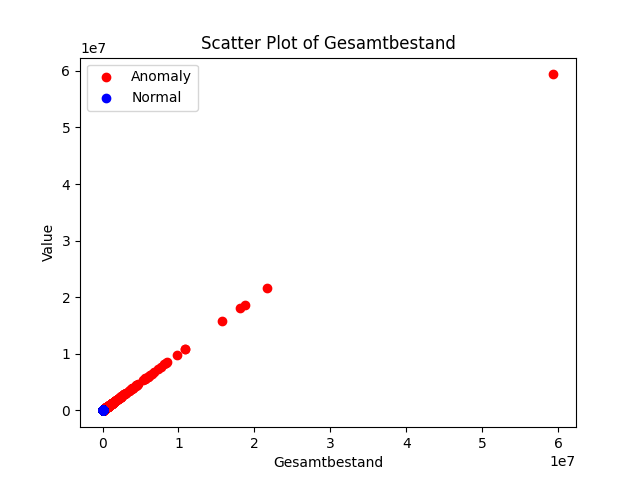 Scatter Plot of Gesamtbestand
1e7
Anomaly
Normal
6
5
4
3
2
1
0
Value
0 1 2 3 4 5 6
1e7
Gesamtbestand